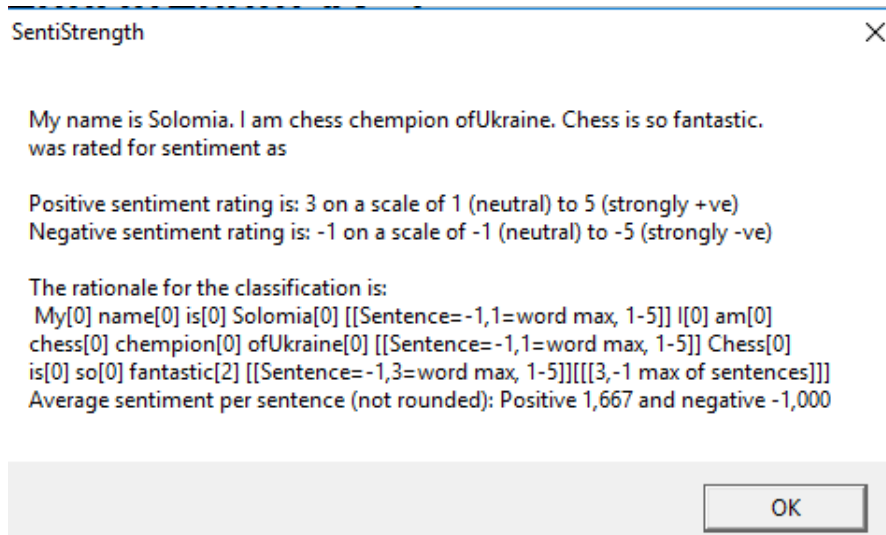 SentiStrength
My name is Solomia. I am chess chempion ofUkraine. Chess is so fantastic.
was rated for sentiment as
Positive sentiment rating is: 3 on a scale of 1 (neutral) to 5 (strongly +ve)
Negative sentiment rating is: -1 on a scale of -1 (neutral) to -5 (strongly -ve)
The rationale for the classification is:
My[0] name[0] is[0] Solomia[0] [[Sentence=-1,1=word max, 1-5]] I[0] am[0]
chess[0] chempion[0] ofUkraine[0] [[Sentence=-1,1=word max, 1-5]] Chess[0]
is[0] so[0] fantastic[2] [[Sentence=-1,3=word max, 1-5]][[[3,-1 max of sentences]]]
Average sentiment per sentence (not rounded): Positive 1,667 and negative -1,000
OK